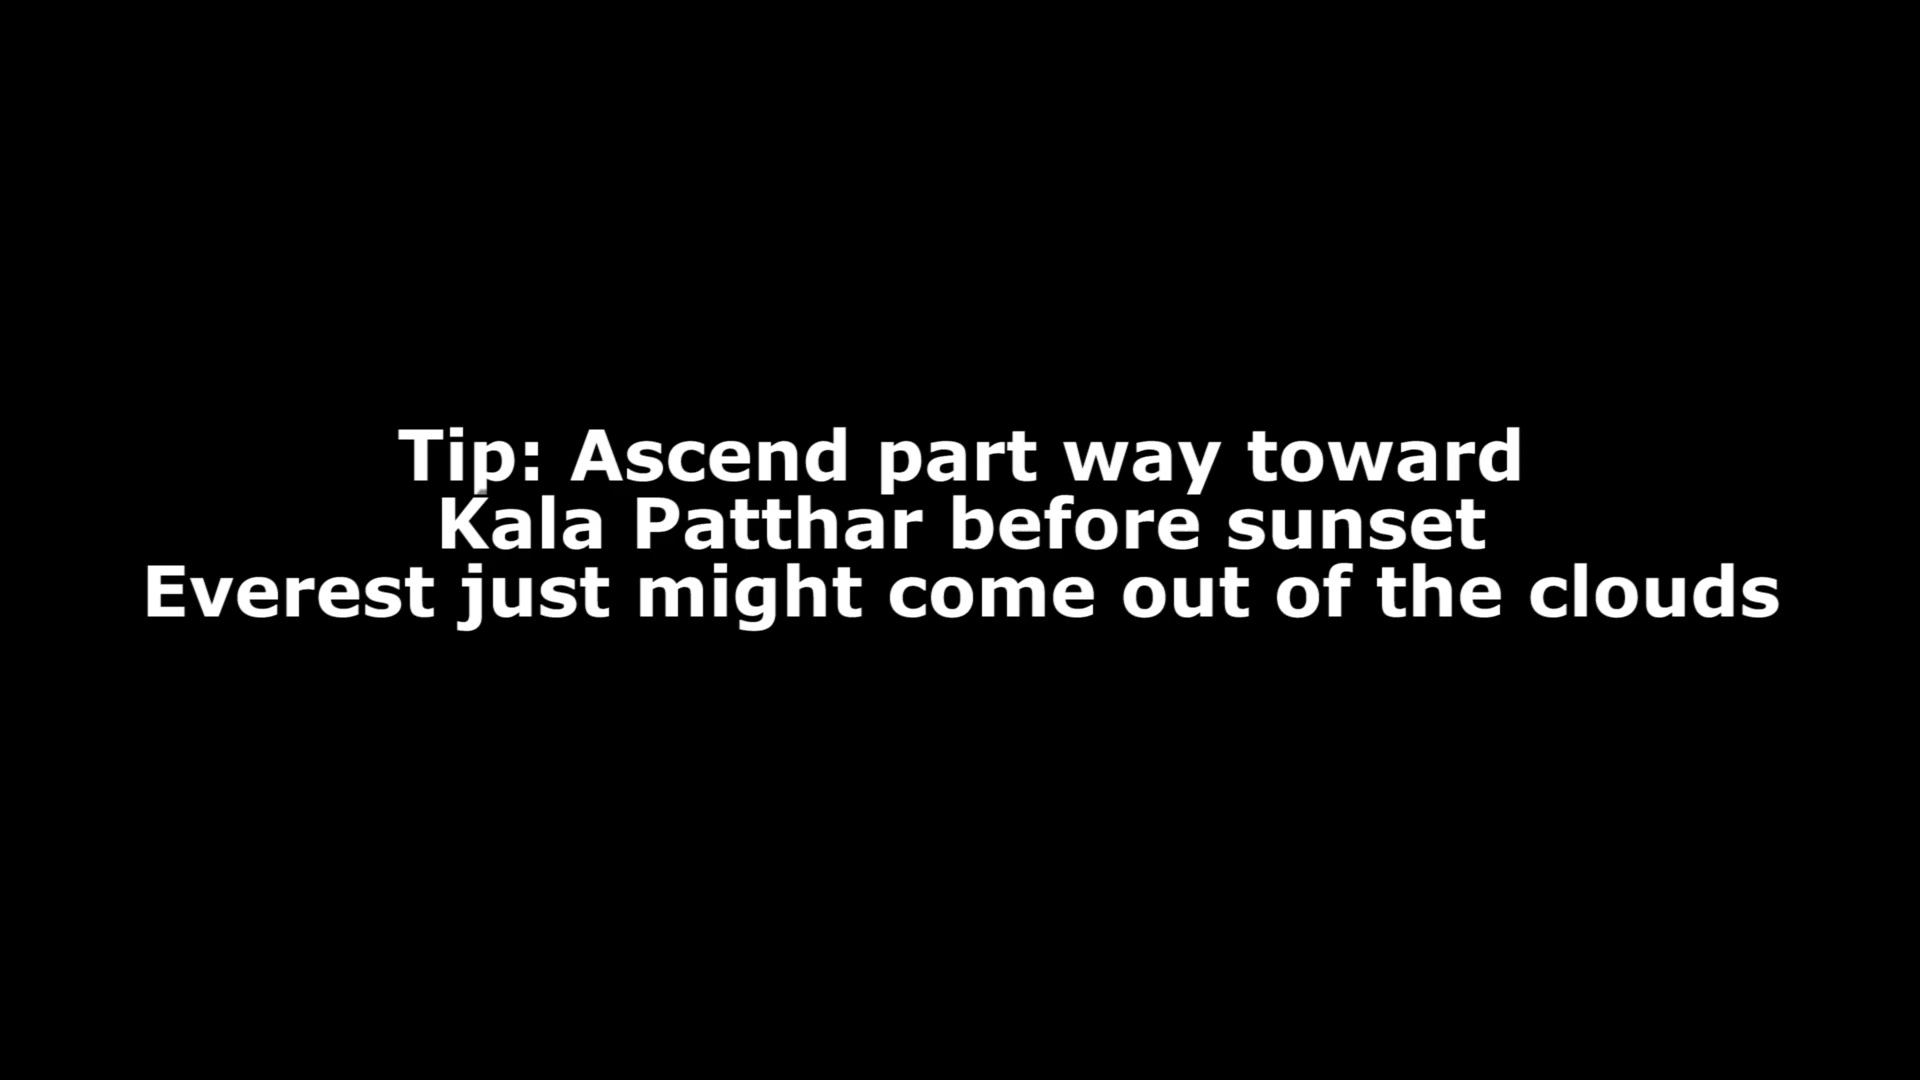 Tip: Ascend part way toward
Kala Patthar before sunset
Everest just might come out of the clouds